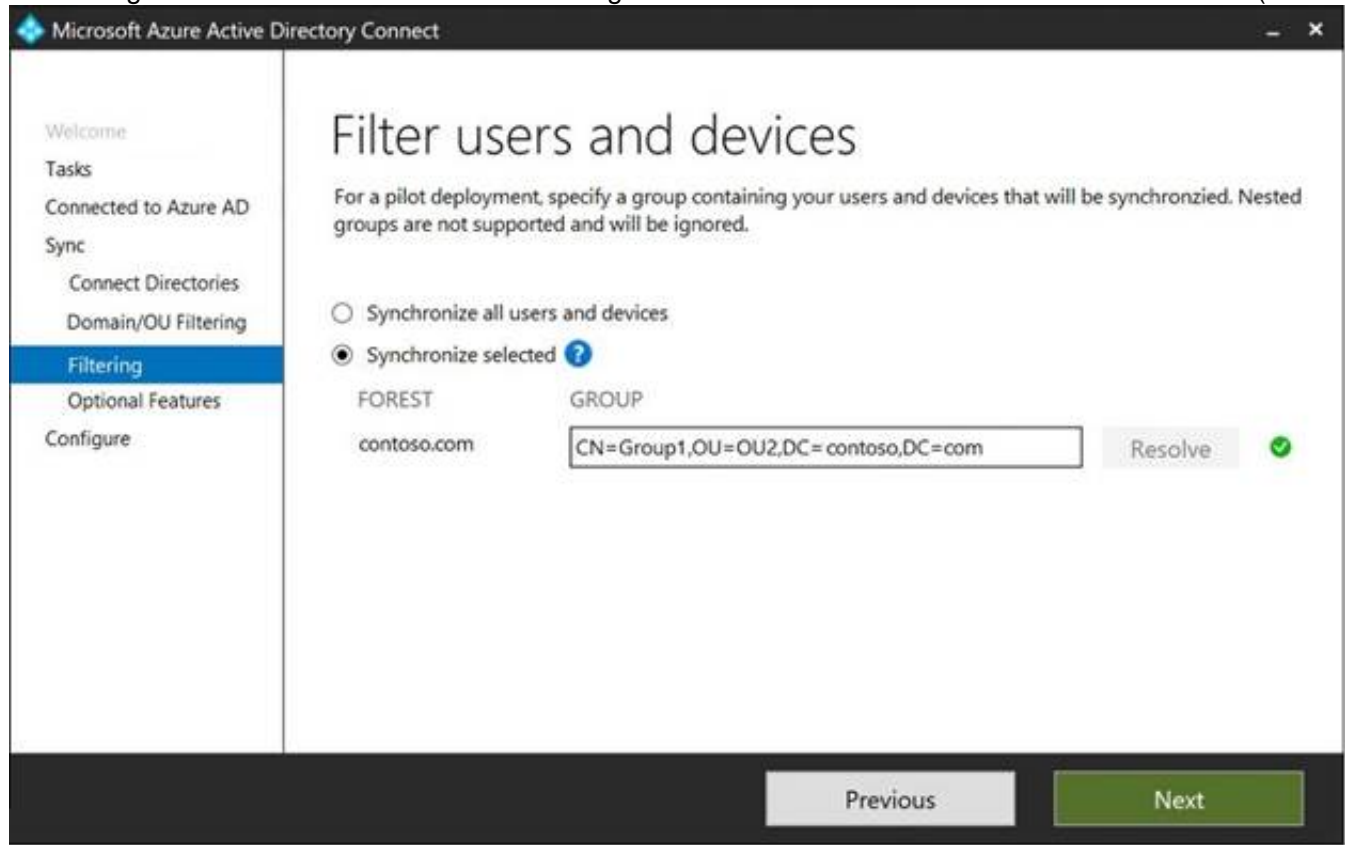 Microsoft Azure Active Directory Connect
Welcome
Tasks
Connected to Azure AD
Sync
Connect Directories
Domain/OU Filtering
Filtering
Optional Features
Configure
Filter users and devices
For a pilot deployment, specify a group containing your users and devices that will be synchronzied. Nested
groups are not supported and will be ignored.
Synchronize all users and devices
Synchronize selected ?
FOREST GROUP
contoso.com CN=Group1,OU=OU2,DC= contoso,DC=com Resolve
Previous Next